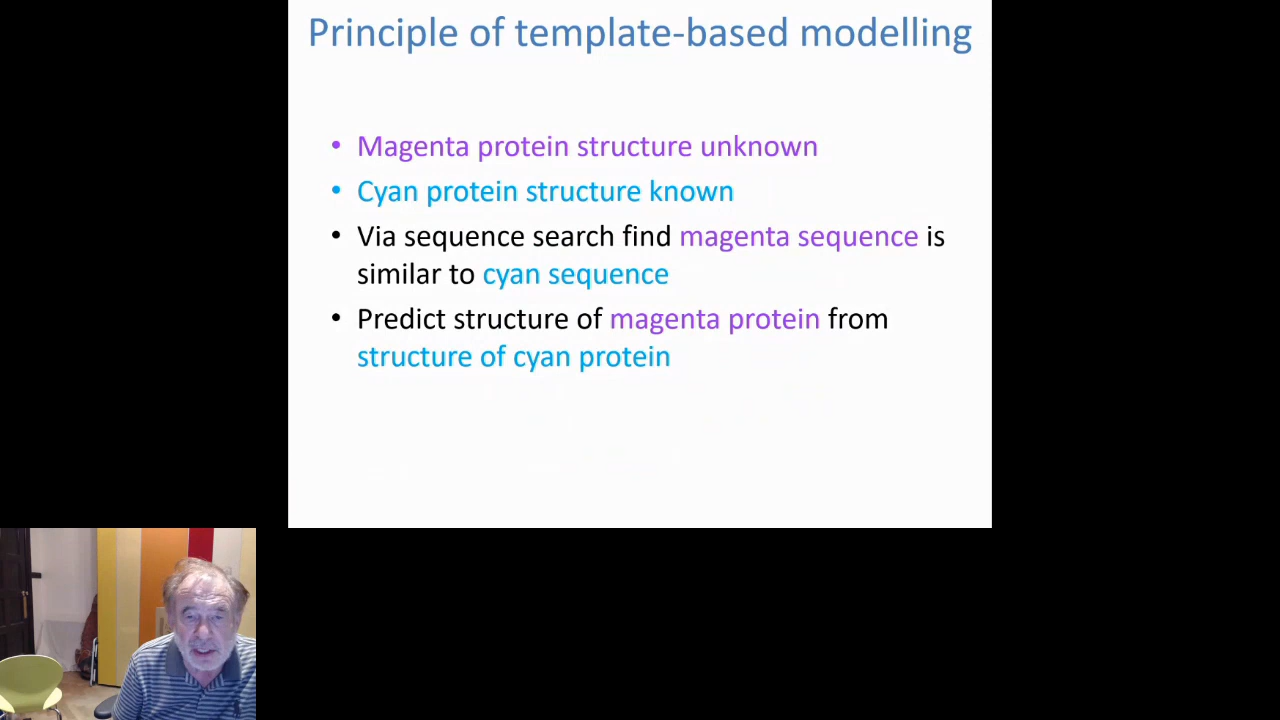 Principle of template-based modelling
• Magenta protein structure unknown
• Cyan protein structure known
• Via sequence search find magenta sequence is
similar to cyan sequence
• Predict structure of magenta protein from
structure of cyan protein